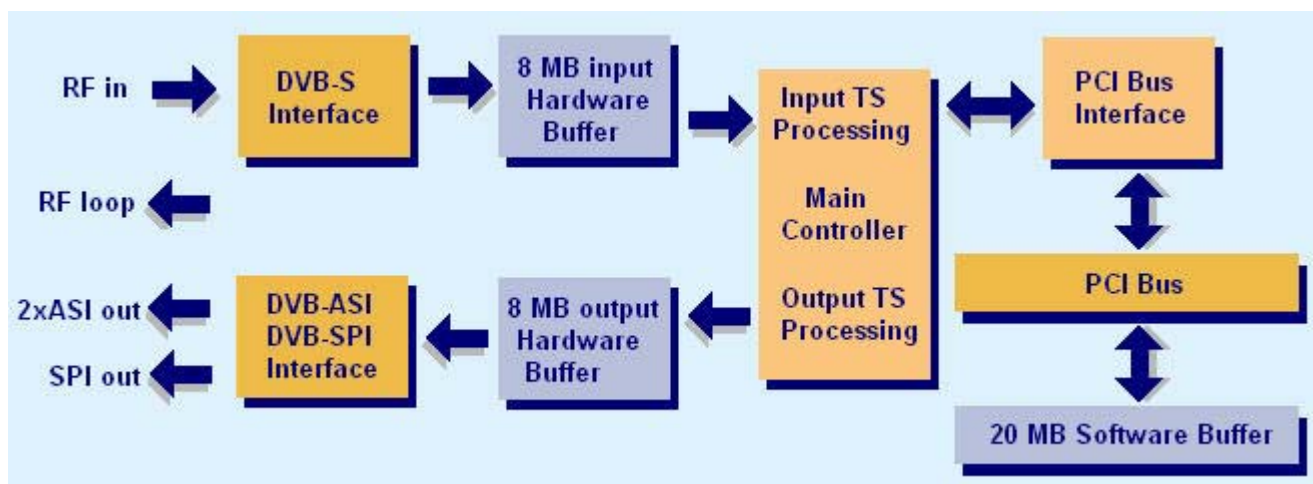 RF in
DVB-S
Interface
8 MB input
Hardware
Buffer
Input TS
Processing
Main
Controller
Output TS
Processing
PCI Bus
Interface
RF loop
2xASI out
SPI out
DVB-ASI
DVB-SPI
Interface
8 MB output
Hardware
Buffer
PCI Bus
20 MB Software Buffer